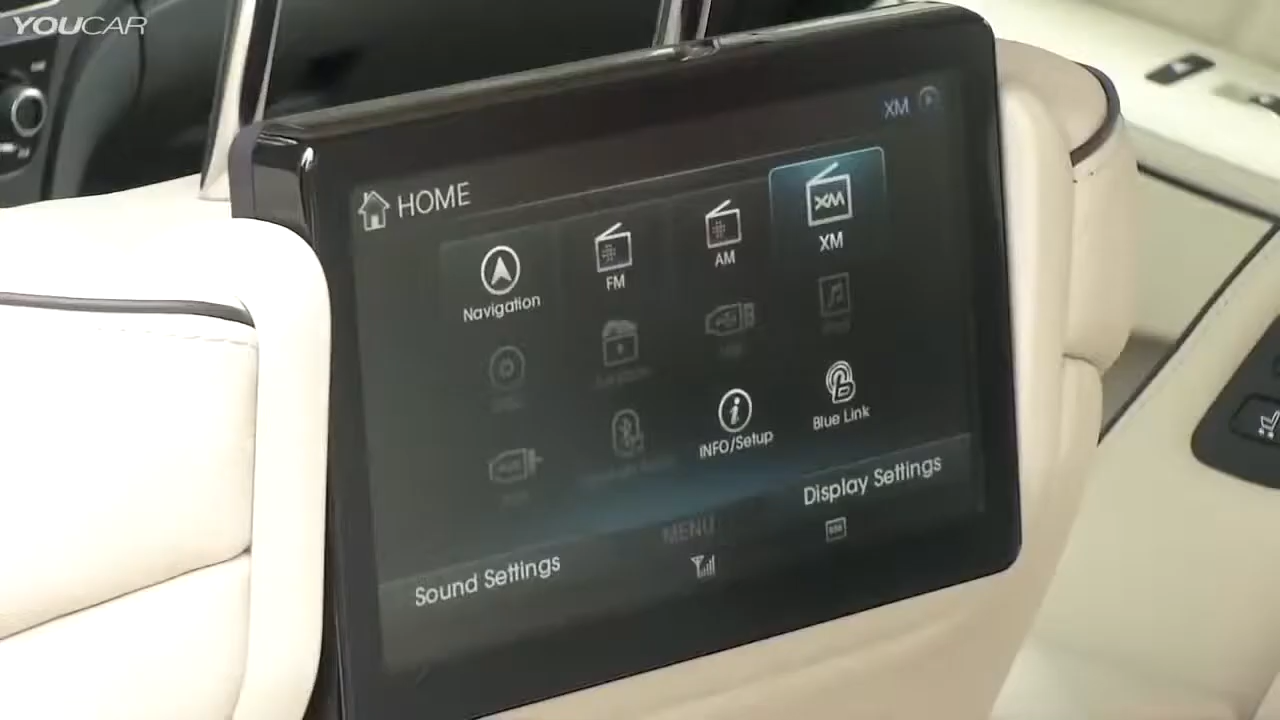 YOUCAR
XM
HOME
Navigation
FM
AM
XM
XM
INFO/Setup
Blue Link
Sound Settings
MENU
Display Settings